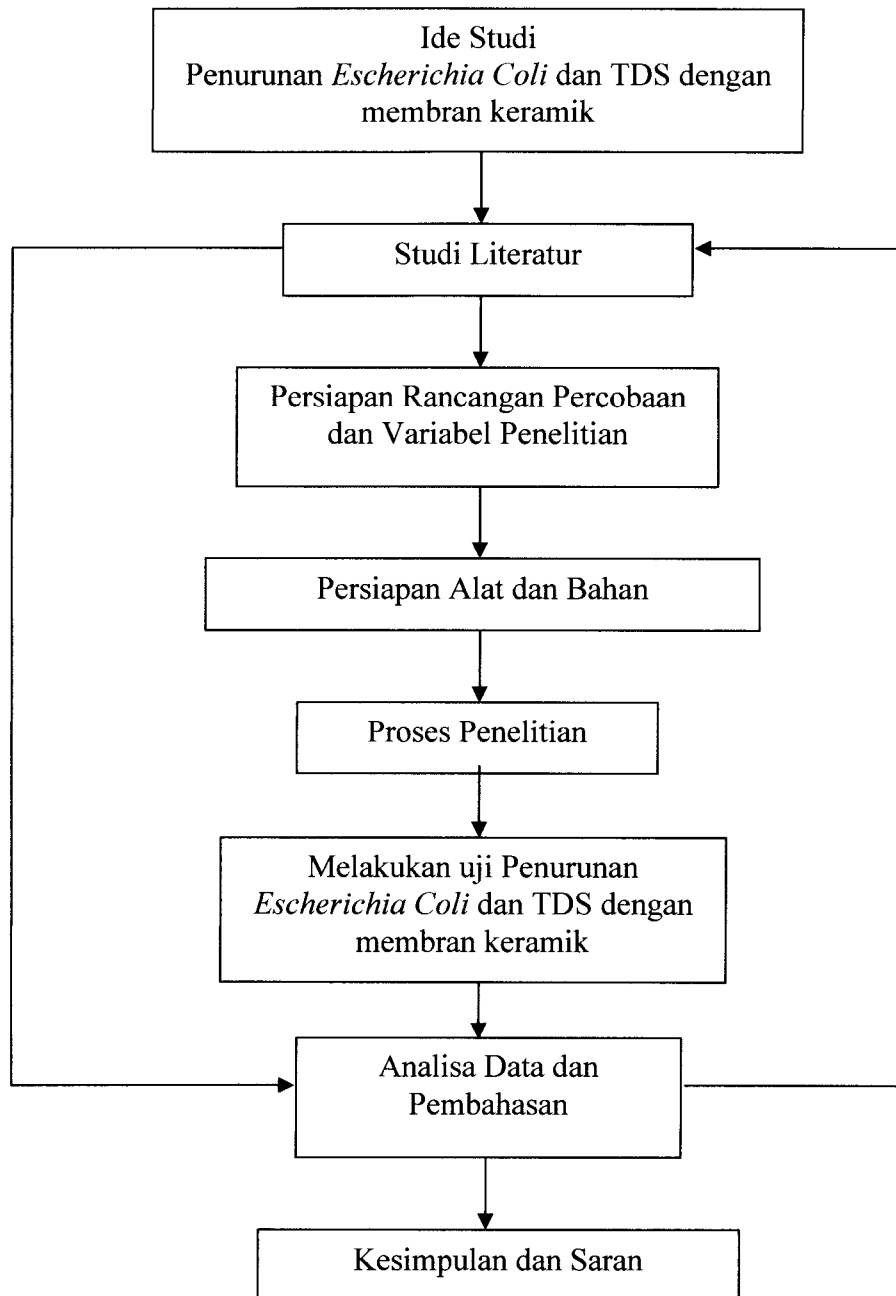 Ide Studi
Penurunan Escherichia Coli dan TDS dengan
membran keramik
Studi Literatur
Persiapan Rancangan Percobaan
dan Variabel Penelitian
Persiapan Alat dan Bahan
Proses Penelitian
Melakukan uji Penurunan
Escherichia Coli dan TDS dengan
membran keramik
Analisa Data dan
Pembahasan
Kesimpulan dan Saran